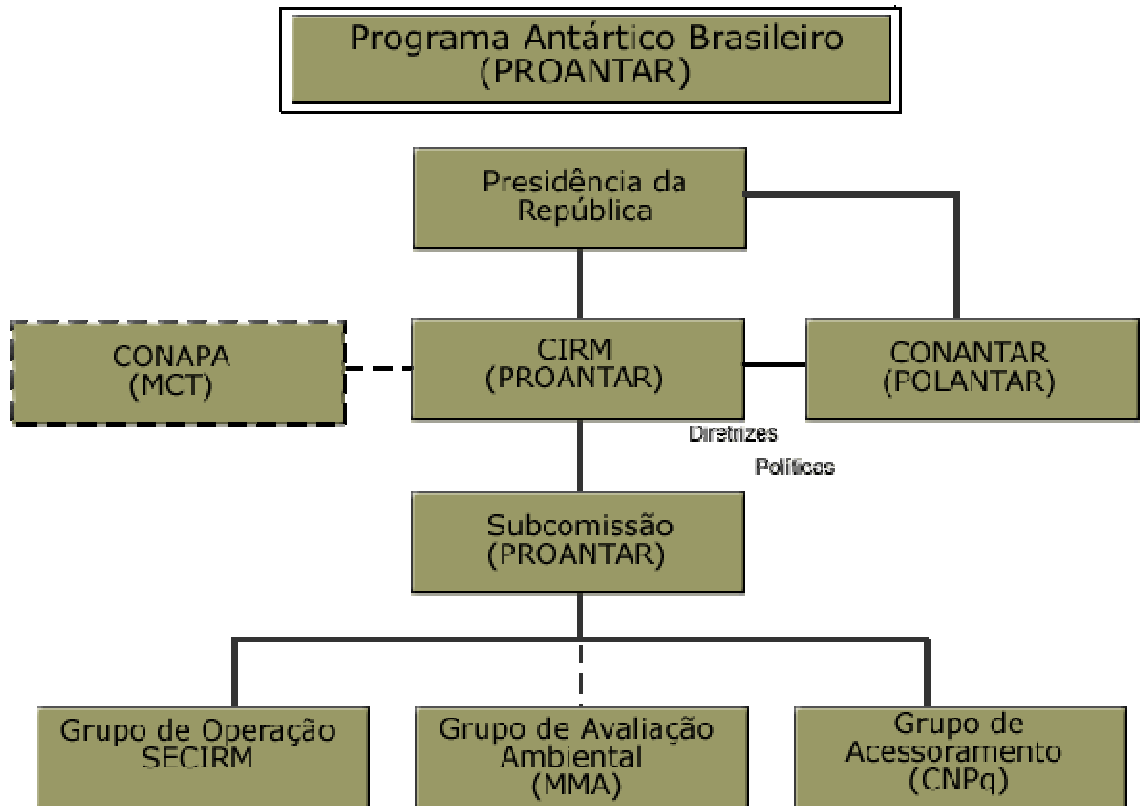 Programa Antártico Brasileiro
(PROANTAR)
Presidência da
República
CONAPA
(MCT)
CIRM
(PROANTAR)
CONANTAR
(POLANTAR)
Diretrizes
Políticas
Subcomissão
(PROANTAR)
Grupo de Operação
SECIRM
Grupo de Avaliação
Ambiental
(MMA)
Grupo de
Acessoramento
(CNPq)